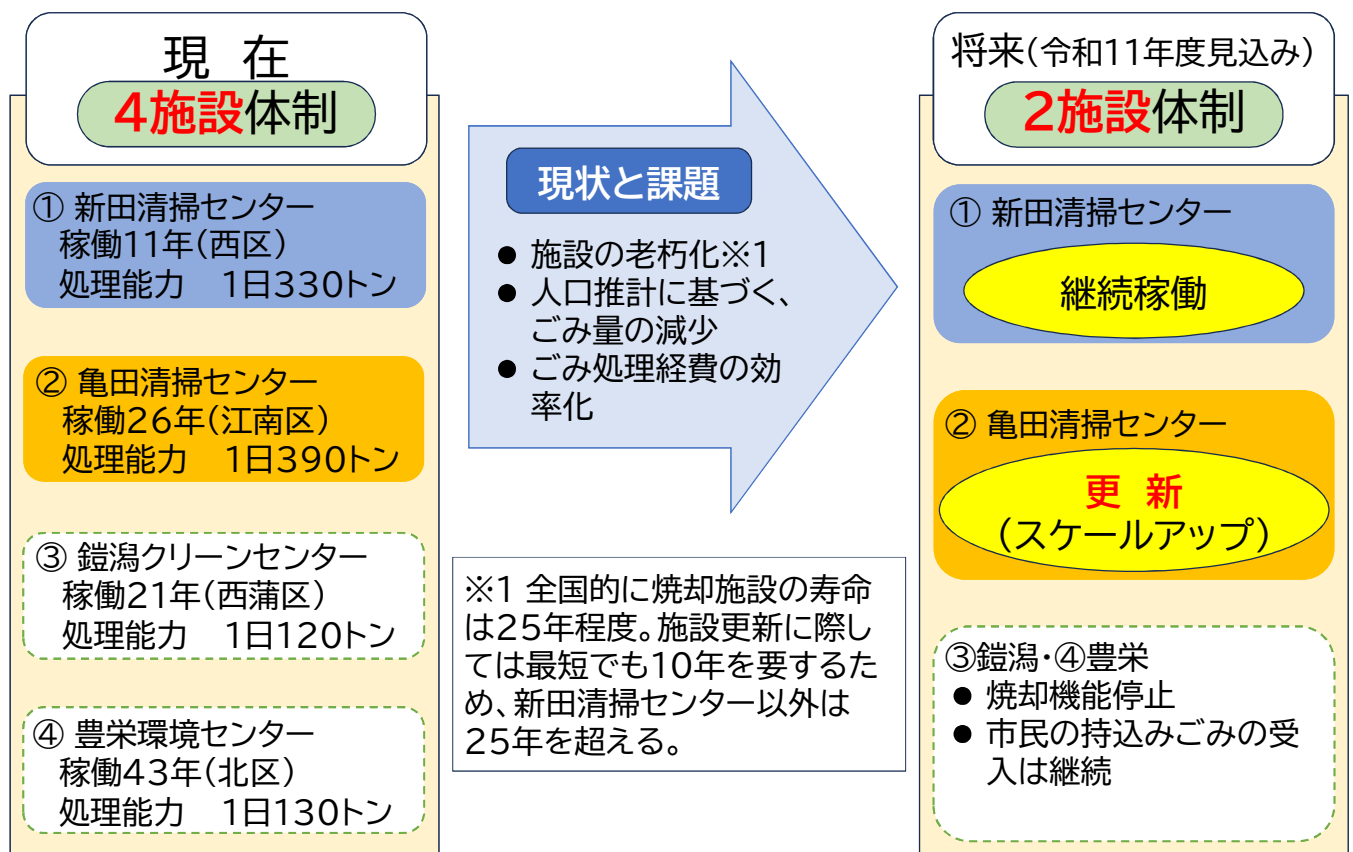 現 在
4施設体制
① 新田清掃センター
稼働11年(西区)
処理能力 1日330トン
② 亀田清掃センター
稼働26年(江南区)
処理能力 1日390トン
③ 鎧潟クリーンセンター
稼働21年(西蒲区)
処理能力 1日120トン
④ 豊栄環境センター
稼働43年(北区)
処理能力 1日130トン
現状と課題
● 施設の老朽化※1
● 人口推計に基づく、
ごみ量の減少
● ごみ処理経費の効
率化
※1 全国的に焼却施設の寿命
は25年程度。施設更新に際し
ては最短でも10年を要するた
め、新田清掃センター以外は
25年を超える。
将来(令和11年度見込み)
2施設体制
① 新田清掃センター
継続稼働
② 亀田清掃センター
更 新
(スケールアップ)
③鎧潟・④豊栄
● 焼却機能停止
● 市民の持込みごみの受
入は継続